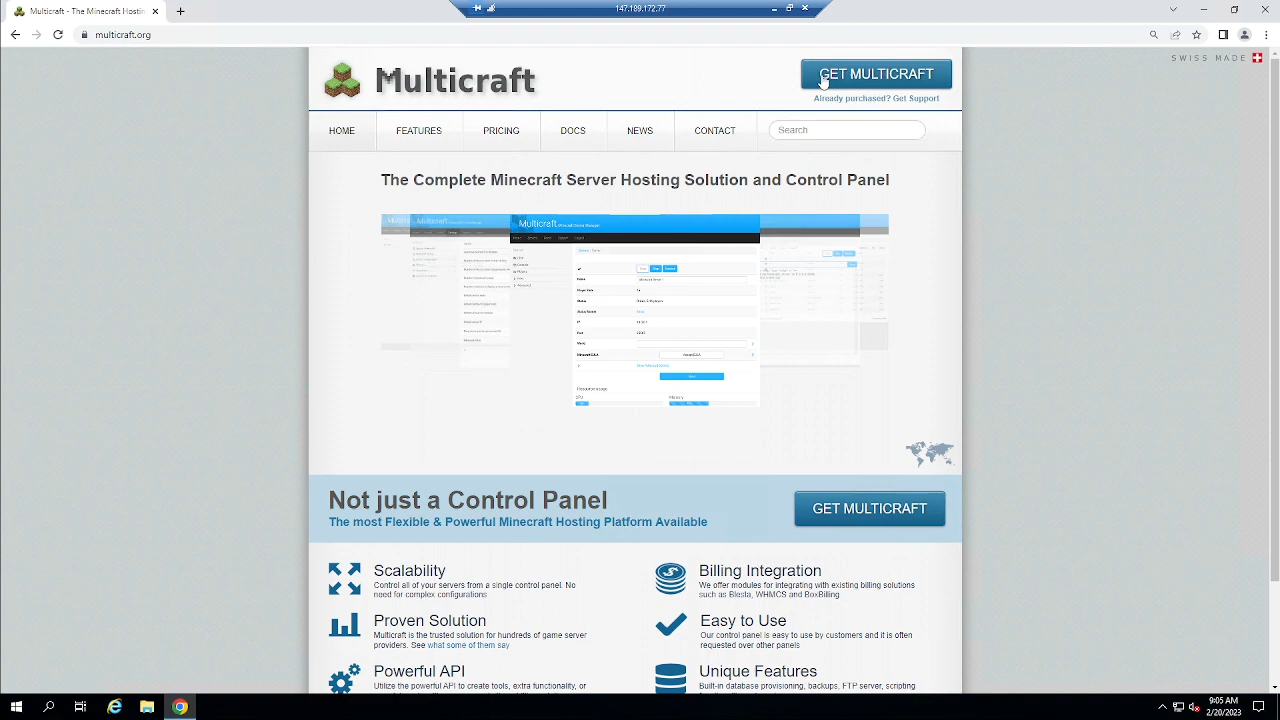 Multicraft - The Minecraft Hostin
147.189.172.77
multicraft.org
SWISS MADE
Multicraft
GET MULTICRAFT
Already purchased? Get Support
HOME
FEATURES
PRICING
DOCS
NEWS
CONTACT
Search
The Complete Minecraft Server Hosting Solution and Control Panel
Multicraft
Resource usage
CPU
Memory
Not just a Control Panel
The most Flexible & Powerful Minecraft Hosting Platform Available
GET MULTICRAFT
Scalability
Control all of your servers from a single control panel. No
need for complex configurations
Billing Integration
We offer modules for integrating with existing billing solutions
such as Blesta, WHMCS and BoxBilling
Proven Solution
Multicraft is the trusted solution for hundreds of game server
providers. See what some of them say
Easy to Use
Our control panel is easy to use by customers and it is often
requested over other panels
Powerful API
Utilize the powerful API to create tools, extra functionality, or
Unique Features
Built-in database provisioning, backups, FTP server, scripting
9:05 AM
2/20/2023